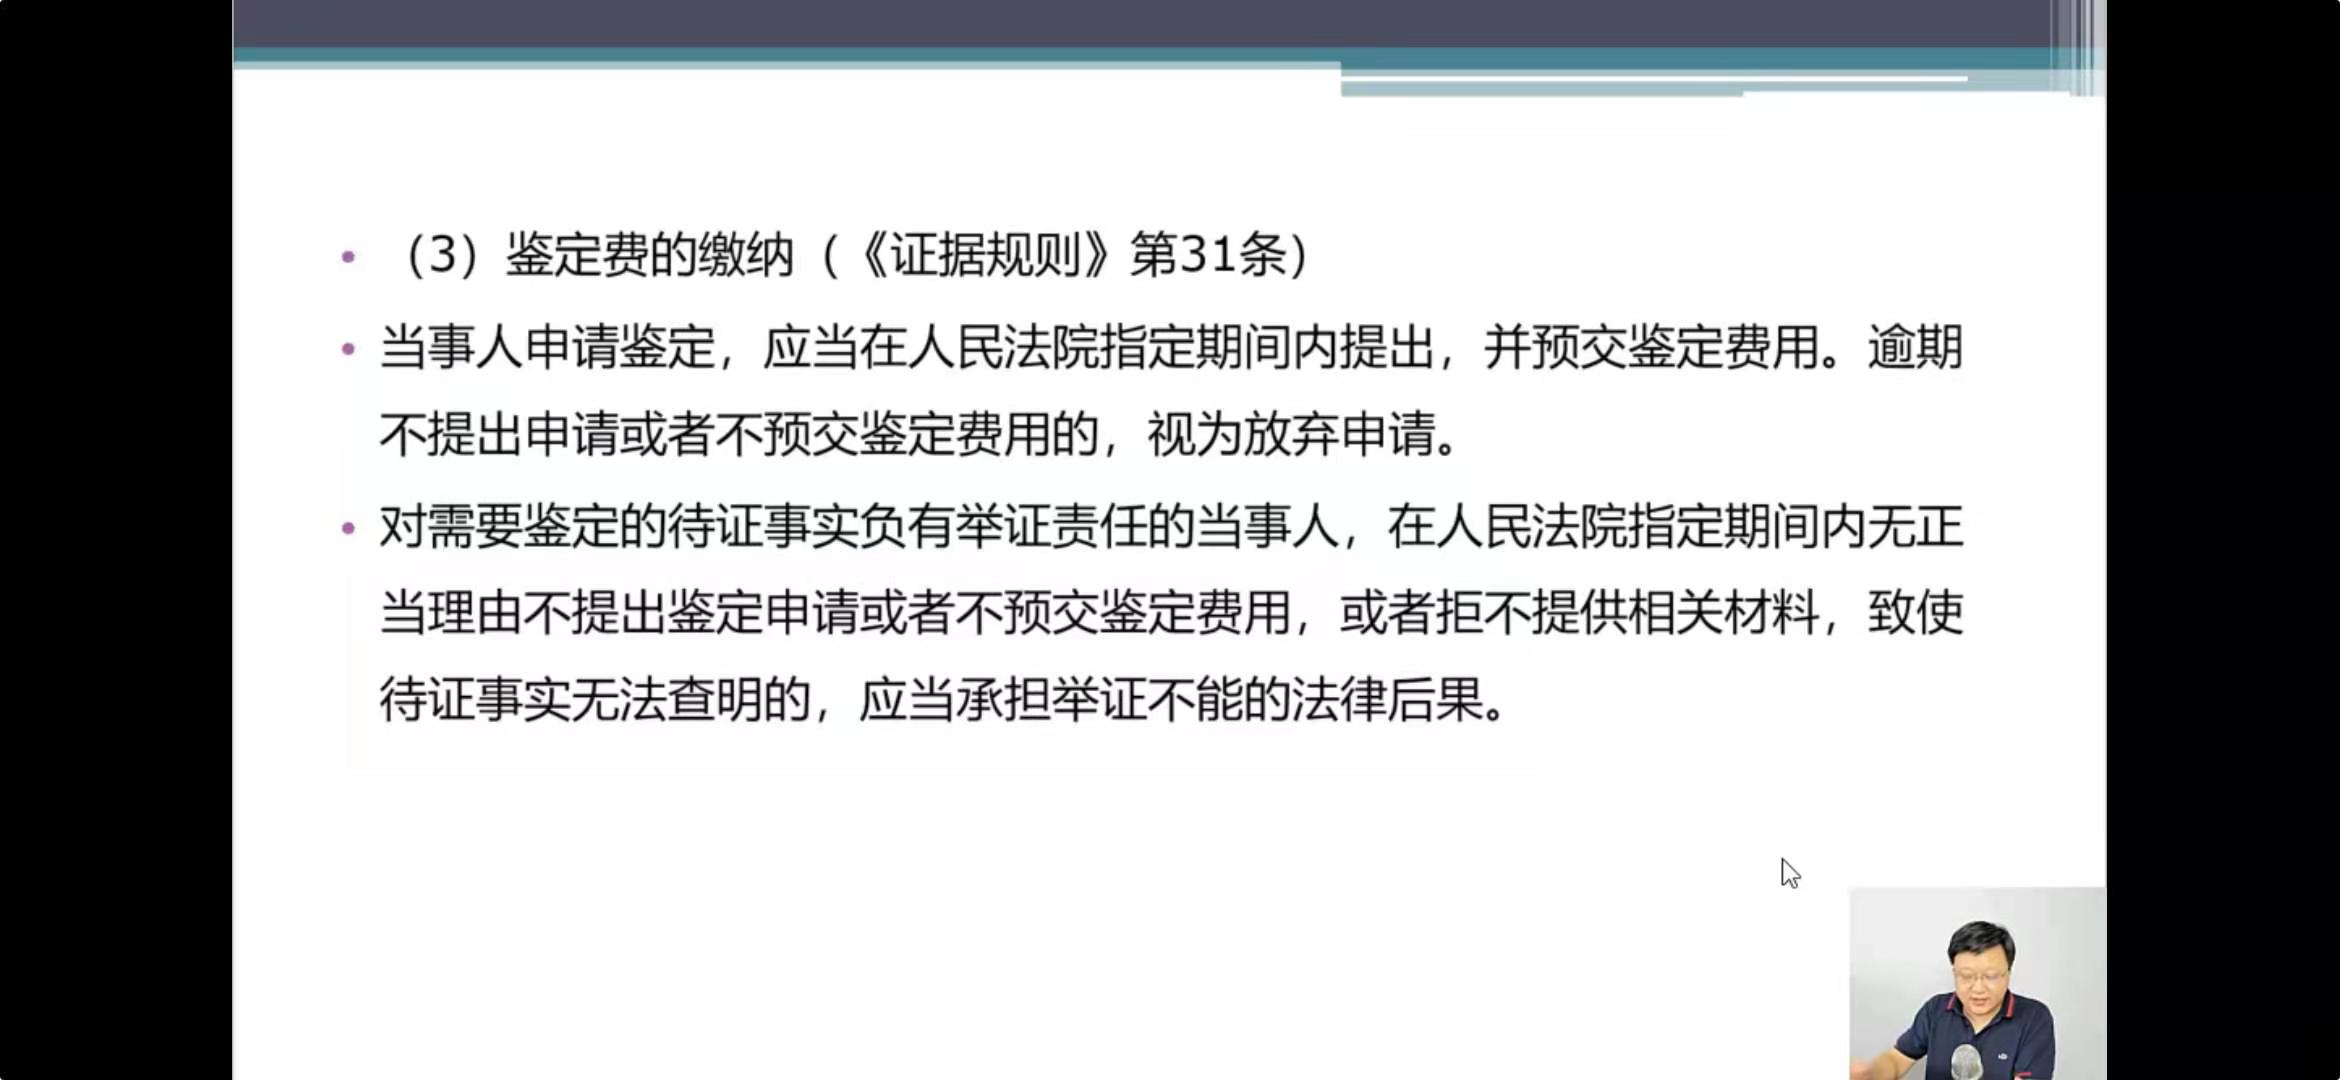 （3）鉴定费的缴纳（《证据规则》第31条）
当事人申请鉴定，应当在人民法院指定期间内提出，并预交鉴定费用。逾期
不提出申请或者不预交鉴定费用的，视为放弃申请。
对需要鉴定的待证事实负有举证责任的当事人，在人民法院指定期间内无正
当理由不提出鉴定申请或者不预交鉴定费用，或者拒不提供相关材料，致使
待证事实无法查明的，应当承担举证不能的法律后果。